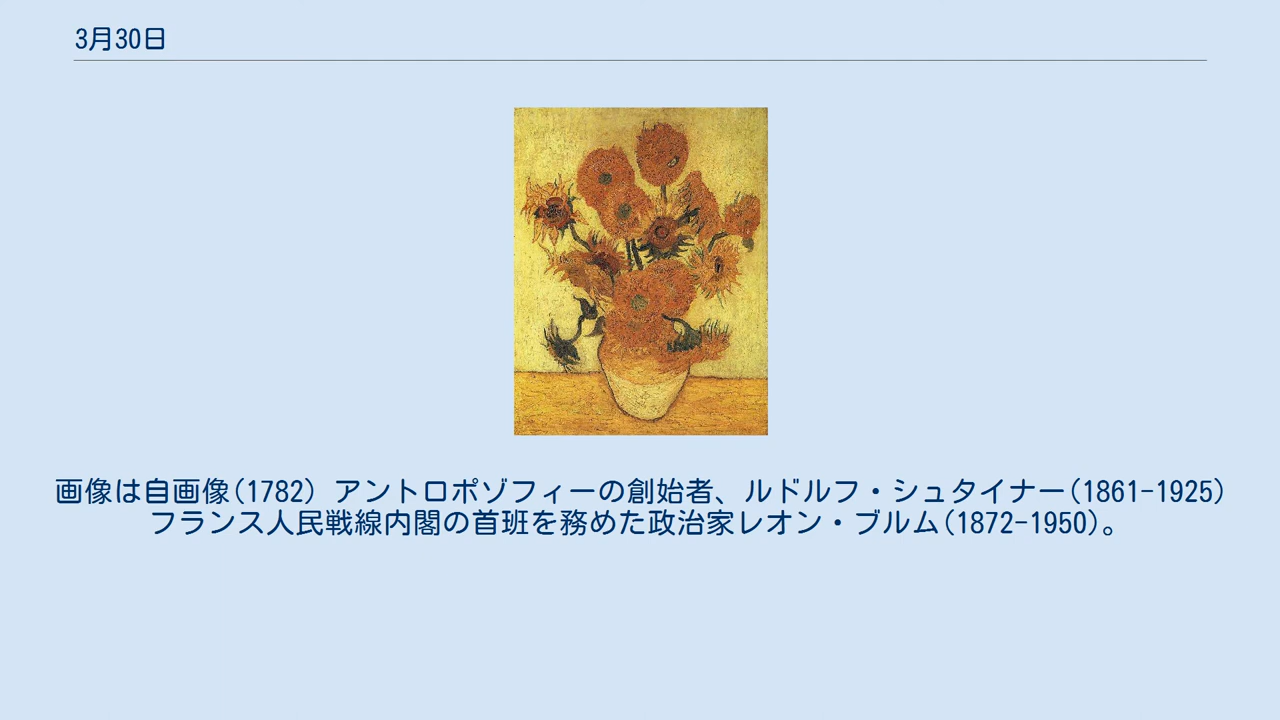 3月30日
画像は自画像(1782) アントロポゾフィーの創始者、ルドルフ・シュタイナー(1861-1925)
フランス人民戦線内閣の首班を務めた政治家レオン・ブルム(1872-1950)。